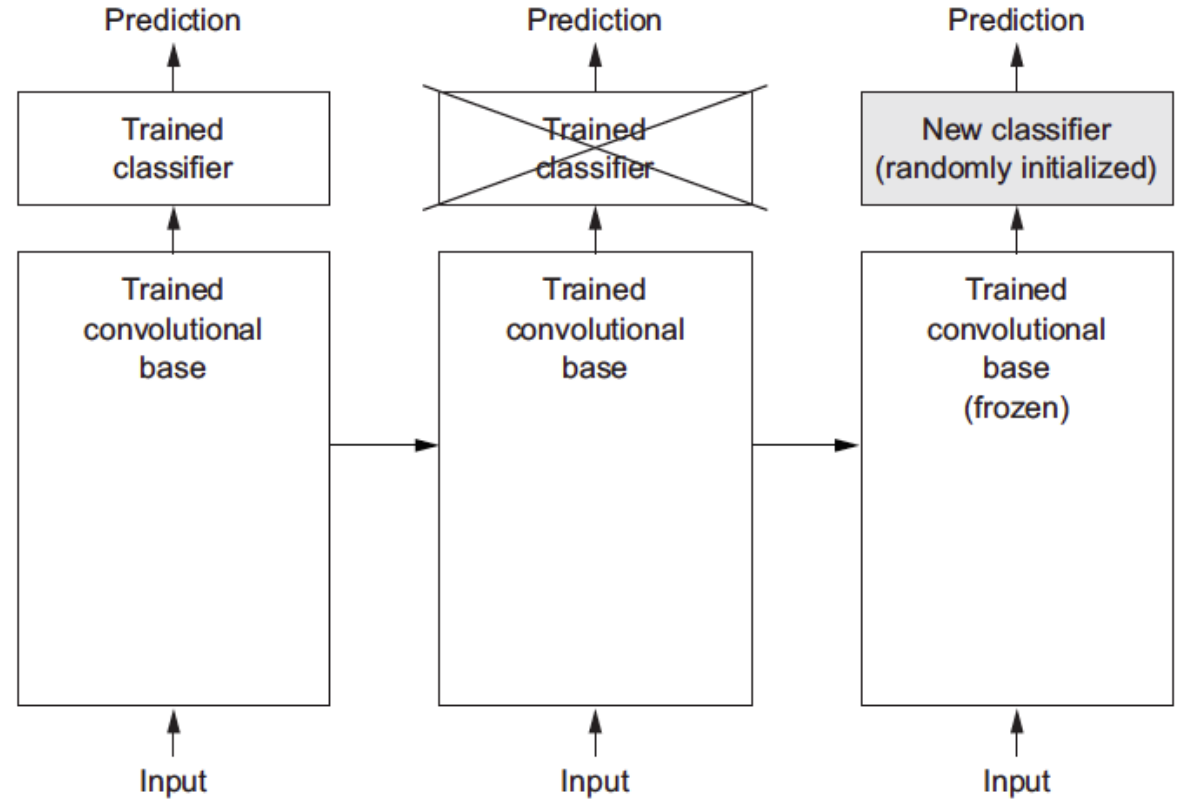 Prediction
Trained
classifier
Trained
convolutional
base
Input
Prediction
Trained
classifier
Trained
convolutional
base
Input
Prediction
New classifier
(randomly initialized)
Trained
convolutional
base
(frozen)
Input